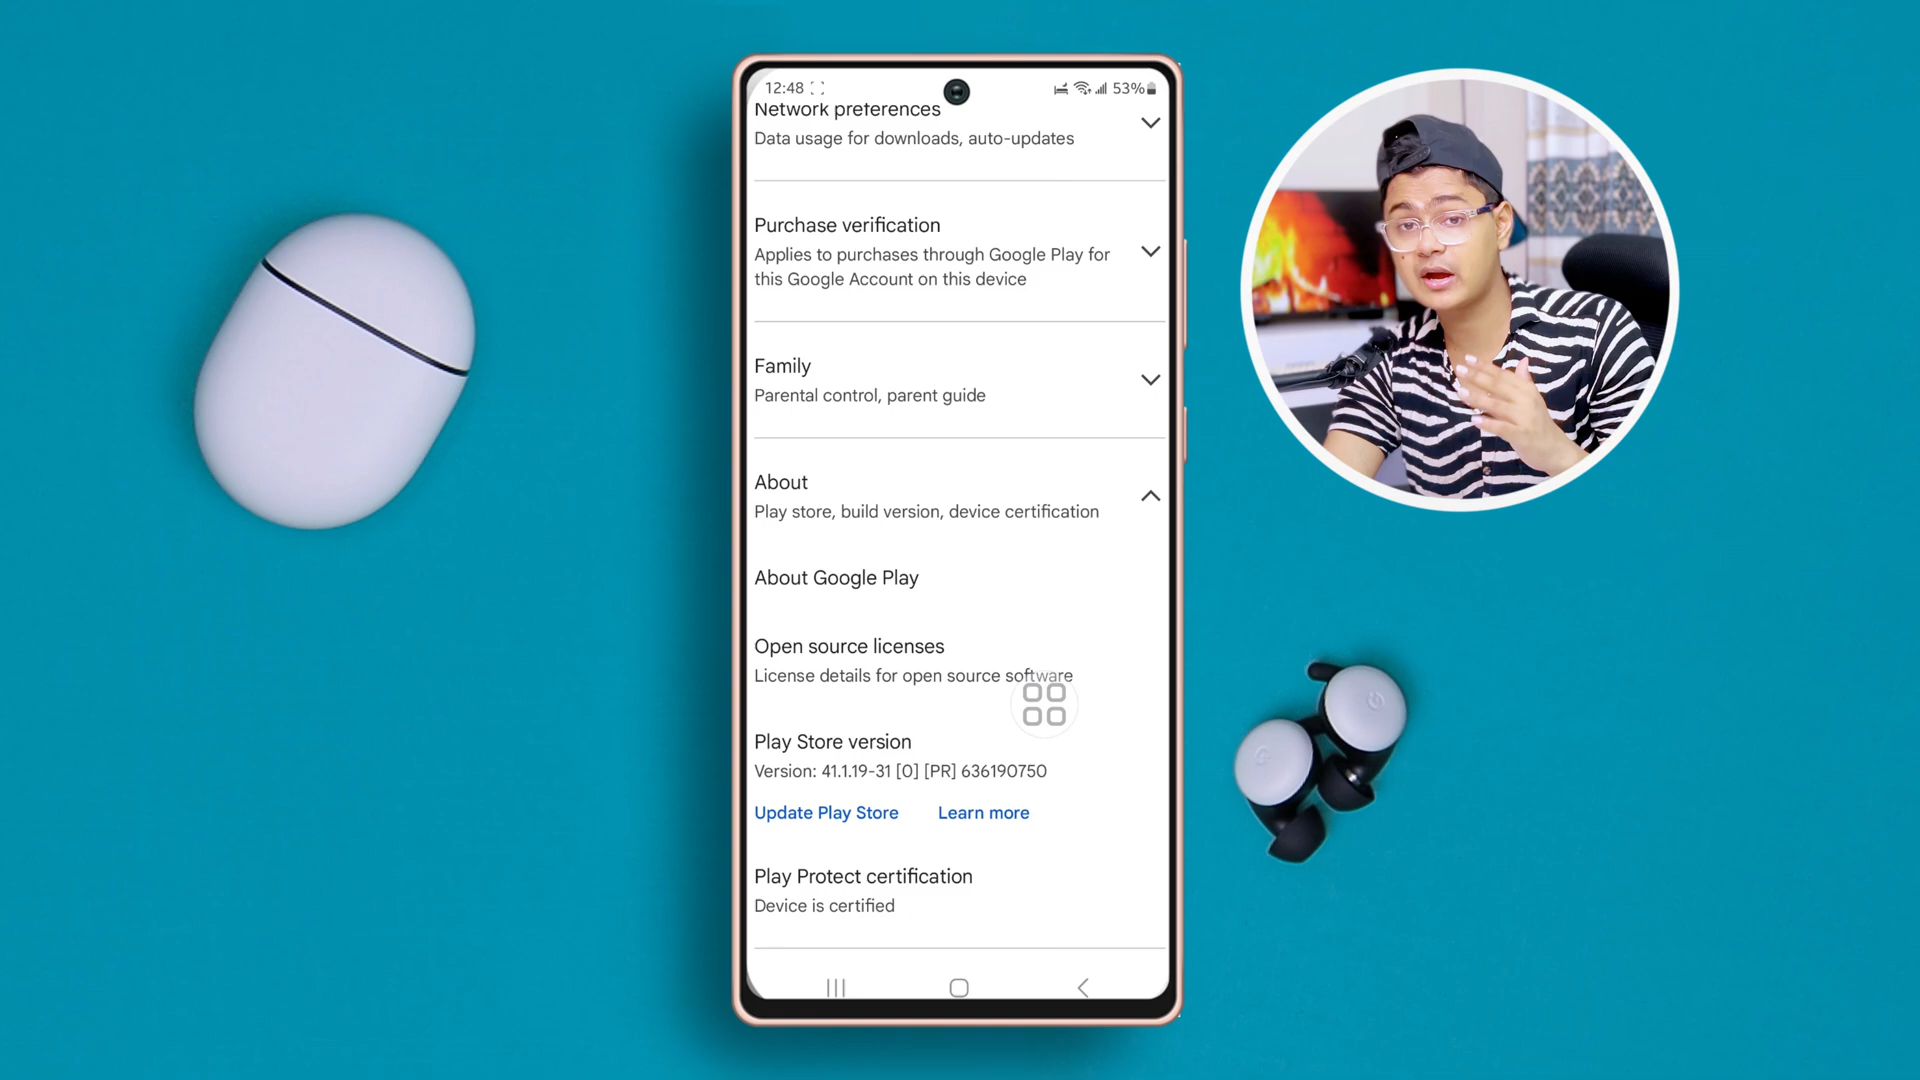 12:48
53%
Network preferences
Data usage for downloads, auto-updates
Purchase verification
Applies to purchases through Google Play for
this Google Account on this device
Family
Parental control, parent guide
About
Play store, build version, device certification
About Google Play
Open source licenses
License details for open source software
Play Store version
Version: 41.1.19-31 [0] [PR] 636190750
Update Play Store
Learn more
Play Protect certification
Device is certified